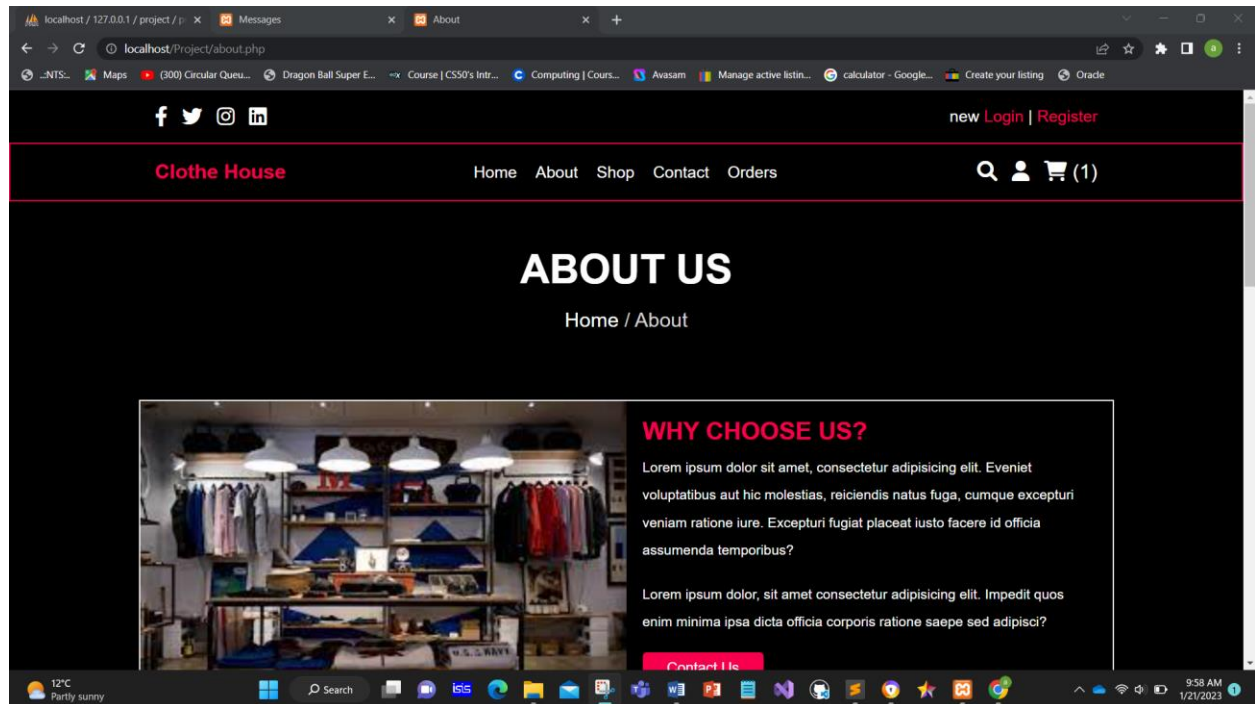 localhost / 127.0.0.1 / project / p
Messages
About
localhost/Project/about.php
..:NTS:..
Maps
(300) Circular Queu...
Dragon Ball Super E...
Course | CS50's Intr...
Computing | Cours...
Avasam
Manage active listin...
calculator - Google...
Create your listing
Oracle
new Login | Register
Clothe House
Home About Shop Contact Orders
(1)
ABOUT US
Home / About
WHY CHOOSE US?
Lorem ipsum dolor sit amet, consectetur adipisicing elit. Eveniet
voluptatibus aut hic molestias, reiciendis natus fuga, cumque excepturi
veniam ratione iure. Excepturi fugiat placeat iusto facere id officia
assumenda temporibus?
Lorem ipsum dolor, sit amet consectetur adipisicing elit. Impedit quos
enim minima ipsa dicta officia corporis ratione saepe sed adipisci?
Contact Us
U.S. NAVY
12°C
Partly sunny
Search
isis
9:58 AM
1/21/2023
1